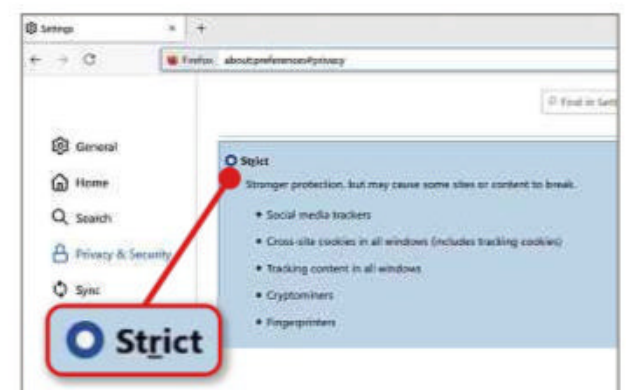 Settings × +
Firefox about:preferences#privacy
Find in Sett
General
Home
Search
Privacy & Security
Sync
Strict
Stronger protection, but may cause some sites or content to break.
• Social media trackers
• Cross-site cookies in all windows (includes tracking cookies)
• Tracking content in all windows
• Cryptominers
• Fingerprinters
Strict